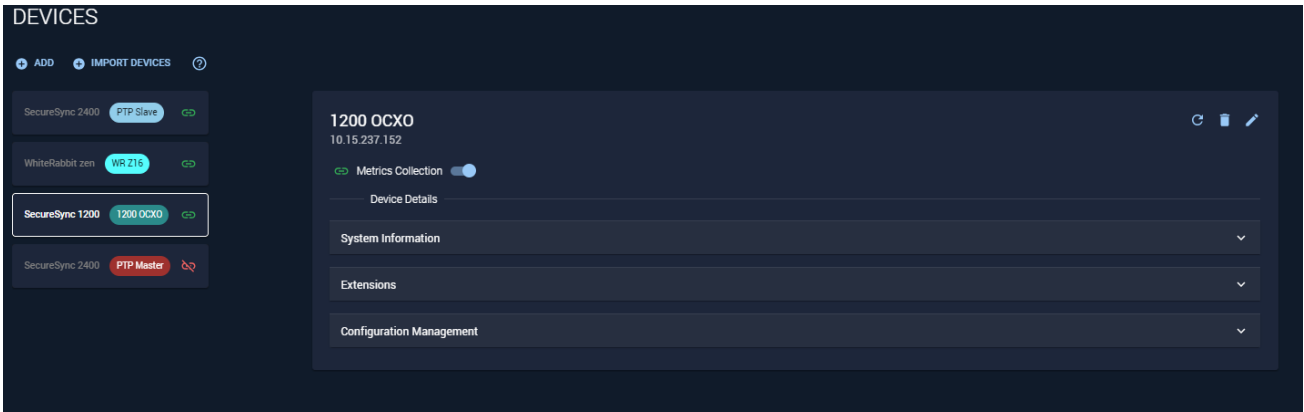 DEVICES
ADD IMPORT DEVICES ?
SecureSync 2400 PTP Slave
WhiteRabbit zen WR Z16
SecureSync 1200 1200 OCXO
SecureSync 2400 PTP Master
1200 OCXO
10.15.237.152
Metrics Collection
Device Details
System Information
Extensions
Configuration Management